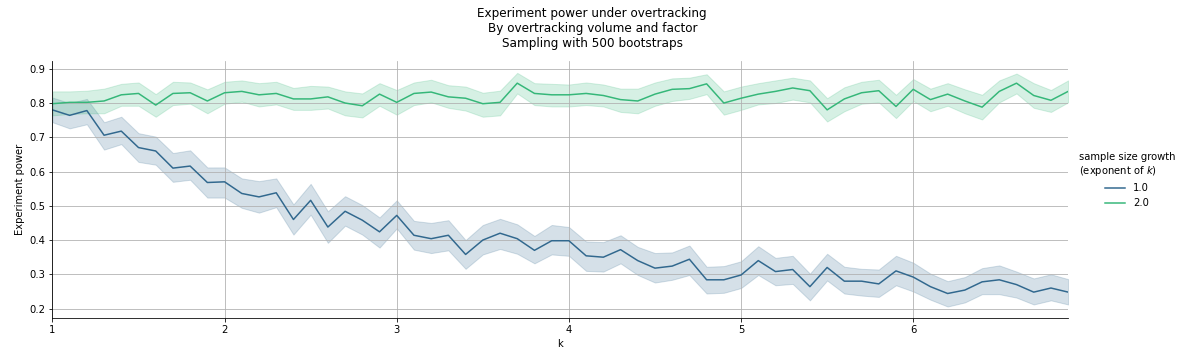 Experiment power under overtracking
By overtracking volume and factor
Sampling with 500 bootstraps
Experiment power
0.9
0.8
0.7
0.6
0.5
0.4
0.3
0.2
1
2
3
4
5
6
k
sample size growth
(exponent of k)
1.0
2.0